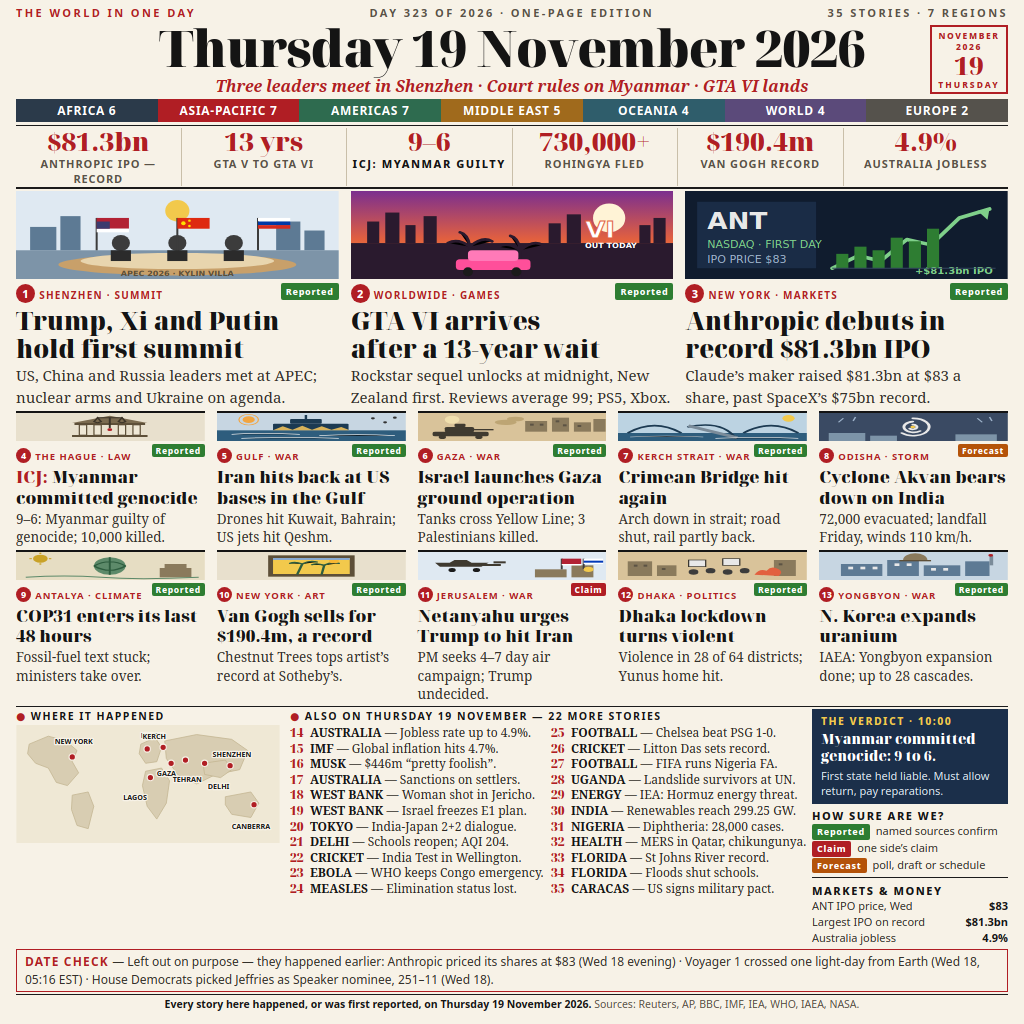 THE WORLD IN ONE DAY
DAY 323 OF 2026 · ONE-PAGE EDITION
35 STORIES · 7 REGIONS
Thursday 19 November 2026
Three leaders meet in Shenzhen · Court rules on Myanmar · GTA VI lands
NOVEMBER
2026
19
THURSDAY
AFRICA 6
ASIA-PACIFIC 7
AMERICAS 7
MIDDLE EAST 5
OCEANIA 4
WORLD 4
EUROPE 2
$81.3bn
ANTHROPIC IPO —
RECORD
13 yrs
GTA V TO GTA VI
9–6
ICJ: MYANMAR GUILTY
730,000+
ROHINGYA FLED
$190.4m
VAN GOGH RECORD
4.9%
AUSTRALIA JOBLESS
APEC 2026 · KYLIN VILLA
1 SHENZHEN · SUMMIT
Reported
Trump, Xi and Putin
hold first summit
US, China and Russia leaders met at APEC;
nuclear arms and Ukraine on agenda.
VI
OUT TODAY
2 WORLDWIDE · GAMES
Reported
GTA VI arrives
after a 13-year wait
Rockstar sequel unlocks at midnight, New
Zealand first. Reviews average 99; PS5, Xbox.
ANT
NASDAQ · FIRST DAY
IPO PRICE $83
+$81.3bn IPO
3 NEW YORK · MARKETS
Reported
Anthropic debuts in
record $81.3bn IPO
Claude’s maker raised $81.3bn at $83 a
share, past SpaceX’s $75bn record.
4 THE HAGUE · LAW
Reported
ICJ: Myanmar
committed genocide
9–6: Myanmar guilty of
genocide; 10,000 killed.
5 GULF · WAR
Reported
Iran hits back at US
bases in the Gulf
Drones hit Kuwait, Bahrain;
US jets hit Qeshm.
6 GAZA · WAR
Reported
Israel launches Gaza
ground operation
Tanks cross Yellow Line; 3
Palestinians killed.
7 KERCH STRAIT · WAR
Reported
Crimean Bridge hit
again
Arch down in strait; road
shut, rail partly back.
8 ODISHA · STORM
Forecast
Cyclone Akvan bears
down on India
72,000 evacuated; landfall
Friday, winds 110 km/h.
9 ANTALYA · CLIMATE
Reported
COP31 enters its last
48 hours
Fossil-fuel text stuck;
ministers take over.
10 NEW YORK · ART
Reported
Van Gogh sells for
$190.4m, a record
Chestnut Trees tops artist’s
record at Sotheby’s.
11 JERUSALEM · WAR
Claim
Netanyahu urges
Trump to hit Iran
PM seeks 4–7 day air
campaign; Trump
undecided.
12 DHAKA · POLITICS
Reported
Dhaka lockdown
turns violent
Violence in 28 of 64 districts;
Yunus home hit.
13 YONGBYON · WAR
Reported
N. Korea expands
uranium
IAEA: Yongbyon expansion
done; up to 28 cascades.
WHERE IT HAPPENED
NEW YORK
KERCH
SHENZHEN
GAZA
TEHRAN
DELHI
LAGOS
CANBERRA
ALSO ON THURSDAY 19 NOVEMBER — 22 MORE STORIES
14 AUSTRALIA — Jobless rate up to 4.9%.
15 IMF — Global inflation hits 4.7%.
16 MUSK — $446m “pretty foolish”.
17 AUSTRALIA — Sanctions on settlers.
18 WEST BANK — Woman shot in Jericho.
19 WEST BANK — Israel freezes E1 plan.
20 TOKYO — India-Japan 2+2 dialogue.
21 DELHI — Schools reopen; AQI 204.
22 CRICKET — India Test in Wellington.
23 EBOLA — WHO keeps Congo emergency.
24 MEASLES — Elimination status lost.
25 FOOTBALL — Chelsea beat PSG 1-0.
26 CRICKET — Litton Das sets record.
27 FOOTBALL — FIFA runs Nigeria FA.
28 UGANDA — Landslide survivors at UN.
29 ENERGY — IEA: Hormuz energy threat.
30 INDIA — Renewables reach 299.25 GW.
31 NIGERIA — Diphtheria: 28,000 cases.
32 HEALTH — MERS in Qatar, chikungunya.
33 FLORIDA — St Johns River record.
34 FLORIDA — Floods shut schools.
35 CARACAS — US signs military pact.
THE VERDICT · 10:00
Myanmar committed
genocide: 9 to 6.
First state held liable. Must allow
return, pay reparations.
HOW SURE ARE WE?
Reported named sources confirm
Claim one side’s claim
Forecast poll, draft or schedule
MARKETS & MONEY
ANT IPO price, Wed $83
Largest IPO on record $81.3bn
Australia jobless 4.9%
DATE CHECK — Left out on purpose — they happened earlier: Anthropic priced its shares at $83 (Wed 18 evening) · Voyager 1 crossed one light-day from Earth (Wed 18,
05:16 EST) · House Democrats picked Jeffries as Speaker nominee, 251–11 (Wed 18).
Every story here happened, or was first reported, on Thursday 19 November 2026. Sources: Reuters, AP, BBC, IMF, IEA, WHO, IAEA, NASA.